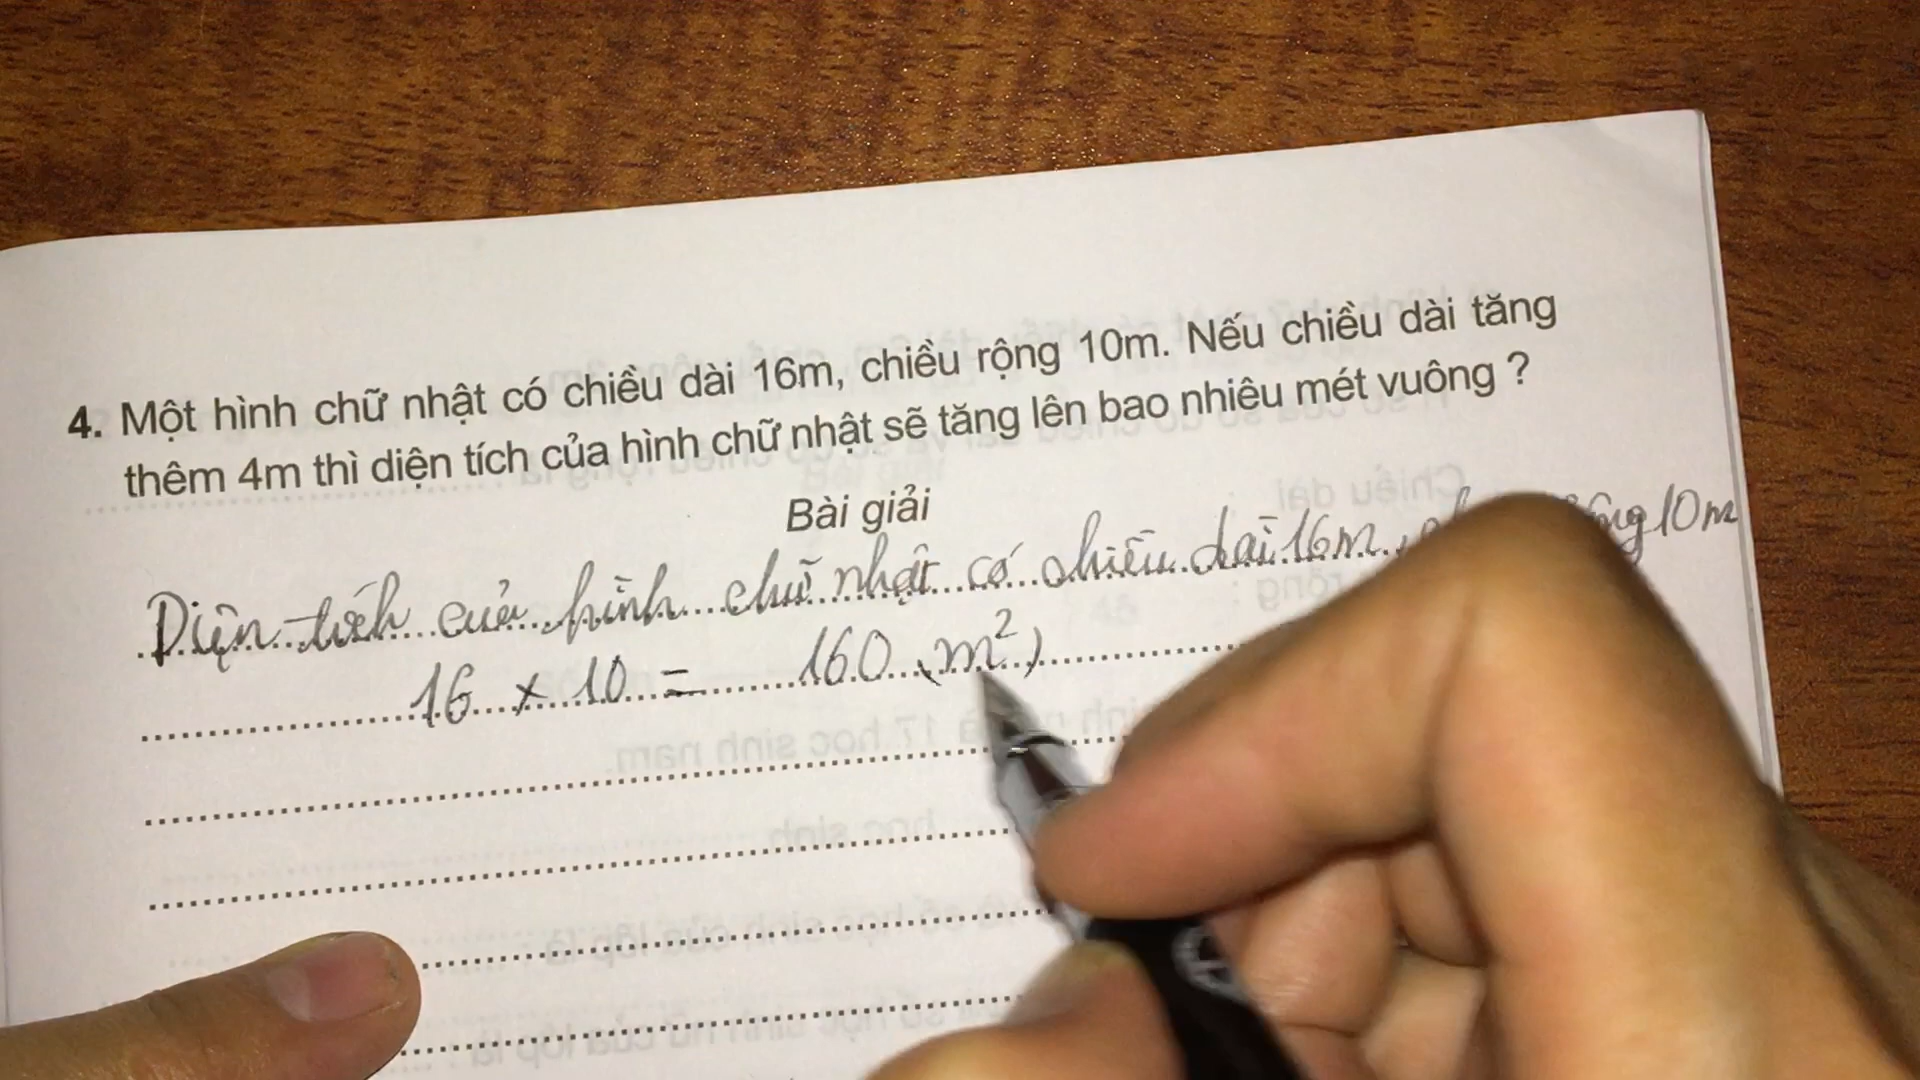 4. Một hình chữ nhật có chiều dài 16m, chiều rộng 10m. Nếu chiều dài tăng
thêm 4m thì diện tích của hình chữ nhật sẽ tăng lên bao nhiêu mét vuông ?
Bài giải
Diện tích của hình chữ nhật có chiều dài 16m, 10m
16 x 10 = 160 (m²)